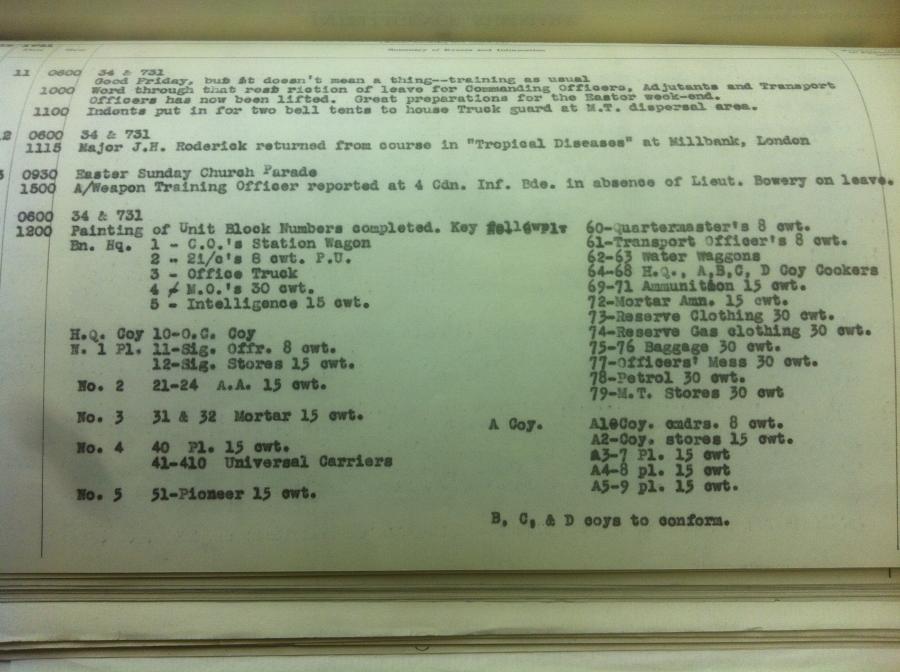 Summary of Events and Information
11 0600 34 & 731
Good Friday, but it doesn't mean a thing--training as usual
1000 Word through that rest riction of leave for Commanding Officers, Adjutants and Transport
Officers has now been lifted. Great preparations for the Eastor week-end.
1100 Indents put in for two bell tents to house Truck guard at M.T. dispersal area.
2 0600 34 & 731
1115 Major J.H. Roderick returned from course in "Tropical Diseases" at Millbank, London
3 0930 Easter Sunday Church Parade
1500 A/Weapon Training Officer reported at 4 Cdn. Inf. Bde. in absence of Lieut. Bowery on leave.
0600 34 & 731
1200 Painting of Unit Block Numbers completed. Key
Bn. Hq. 1 - C.O.'s Station Wagon
2 - 2i/c's 8 cwt. P.U.
3 - Office Truck
4 - M.O.'s 30 cwt.
5 - Intelligence 15 cwt.
H.Q. Coy 10-O.C. Coy
N. 1 Pl. 11-Sig. Offr. 8 cwt.
12-Sig. Stores 15 cwt.
No. 2 21-24 A.A. 15 cwt.
No. 3 31 & 32 Mortar 15 cwt.
No. 4 40 Pl. 15 cwt.
41-410 Universal Carriers
No. 5 51-Pioneer 15 cwt.
60-Quartermaster's 8 cwt.
61-Transport Officer's 8 cwt.
62-63 Water Waggons
64-68 H.Q., A,B,C, D Coy Cookers
69-71 Ammunition 15 cwt.
72-Mortar Amn. 15 cwt.
73-Reserve Clothing 30 cwt.
74-Reserve Gas clothing 30 cwt.
75-76 Baggage 30 cwt.
77-Officers' Mess 30 cwt.
78-Petrol 30 cwt.
79-M.T. Stores 30 cwt
A Coy. A1@Coy. cmdrs. 8 cwt.
A2-Coy. stores 15 cwt.
A3-7 Pl. 15 cwt
A4-8 pl. 15 cwt.
A5-9 pl. 15 cwt.
B, C, & D coys to conform.